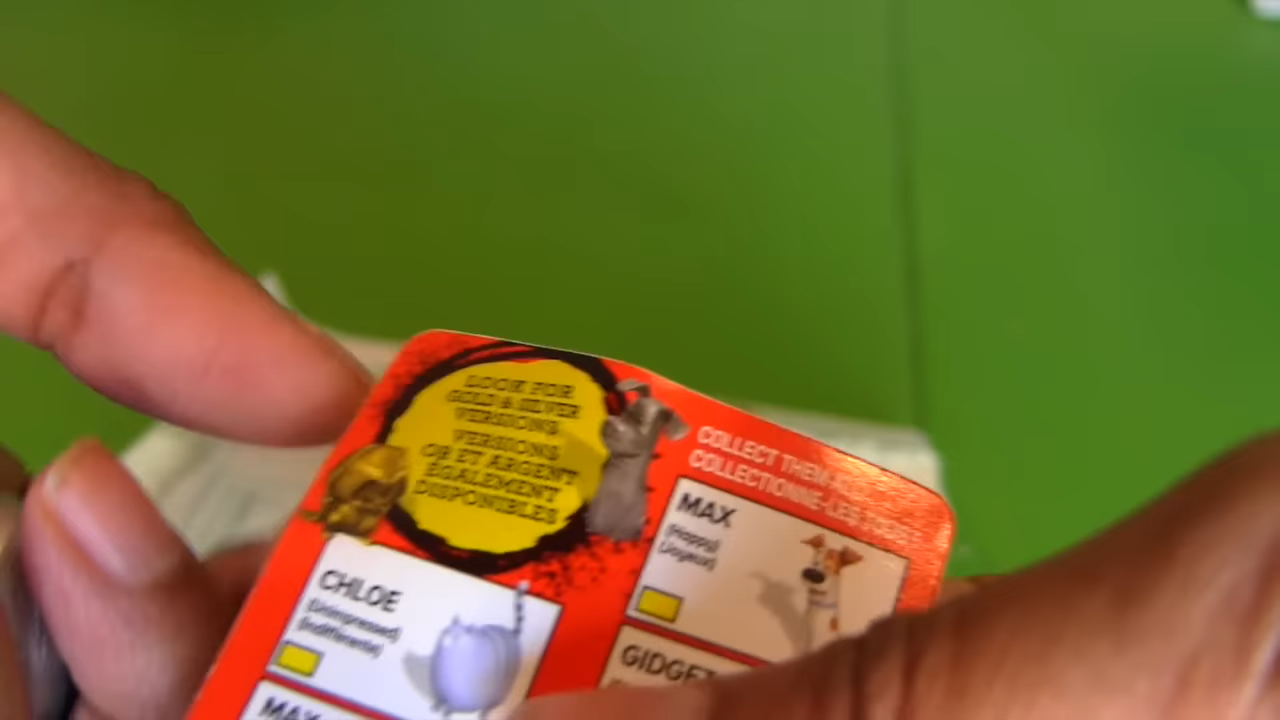 LOOK FOR
GOLD & SILVER
VERSIONS
VERSIONS
OR ET ARGENT
ÉGALEMENT
DISPONIBLES
COLLECT THEM
COLLECTIONNE-LES
MAX
(Happy)
(Joyeux)
CHLOE
(Unimpressed)
(Indifférente)
GIDGET
MAX